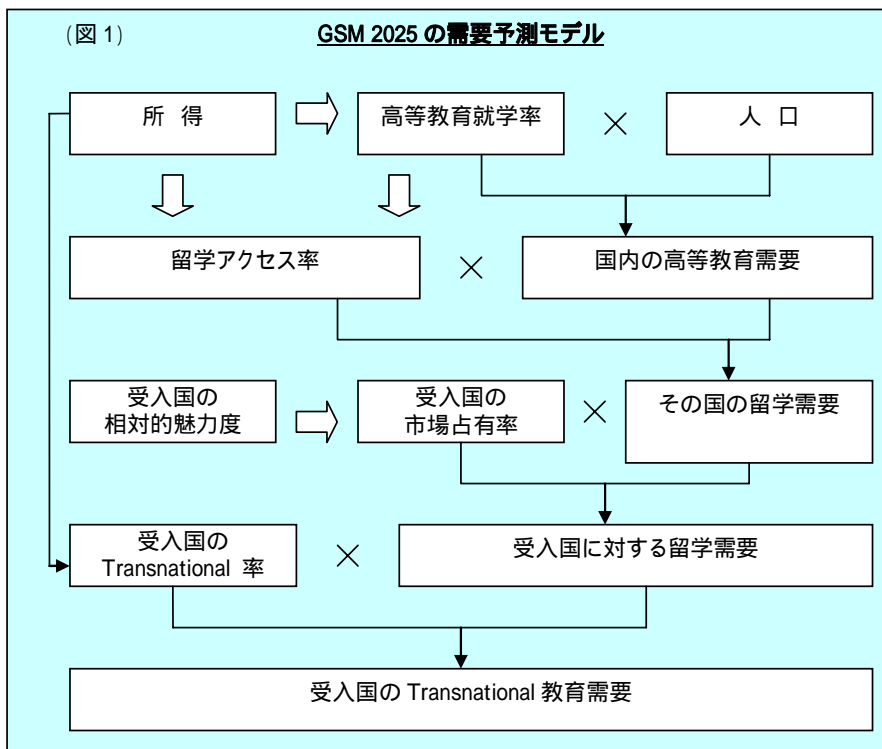 (図1)
GSM 2025 の需要予測モデル
所 得
高等教育就学率
×
人 口
留学アクセス率
×
国内の高等教育需要
受入国の
相対的魅力度
受入国の
市場占有率
×
その国の留学需要
受入国の
Transnational 率
×
受入国に対する留学需要
受入国の Transnational 教育需要